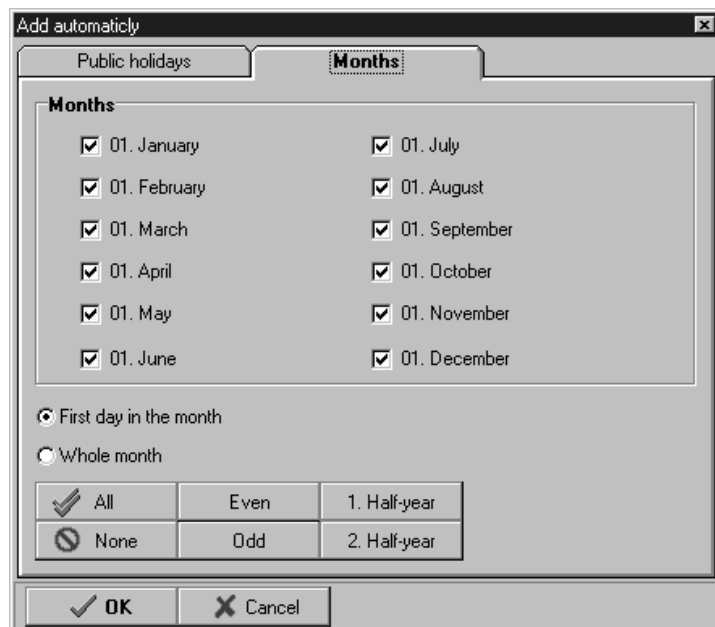 Add automaticly
Public holidays
Months
Months
01. January
01. July
01. February
01. August
01. March
01. September
01. April
01. October
01. May
01. November
01. June
01. December
First day in the month
Whole month
All
Even
1. Half-year
None
Odd
2. Half-year
OK
Cancel